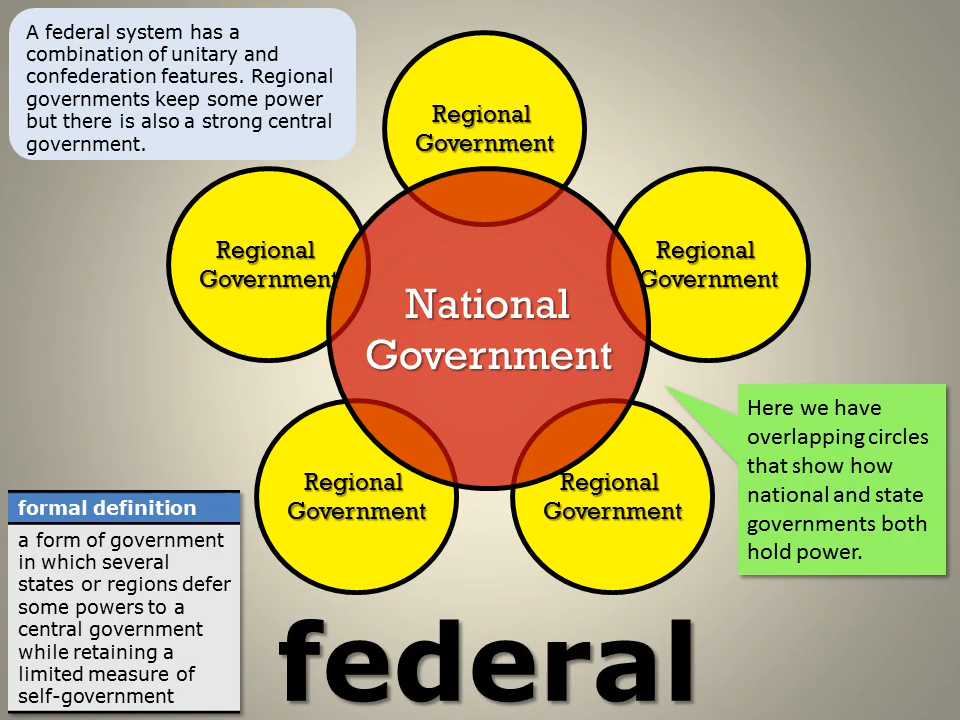 A federal system has a
combination of unitary and
confederation features. Regional
governments keep some power
but there is also a strong central
government.
Regional
Government
Regional
Government
Regional
Government
National
Government
Regional
Government
Regional
Government
Here we have
overlapping circles
that show how
national and state
governments both
hold power.
formal definition
a form of government
in which several
states or regions defer
some powers to a
central government
while retaining a
limited measure of
self-government
federal